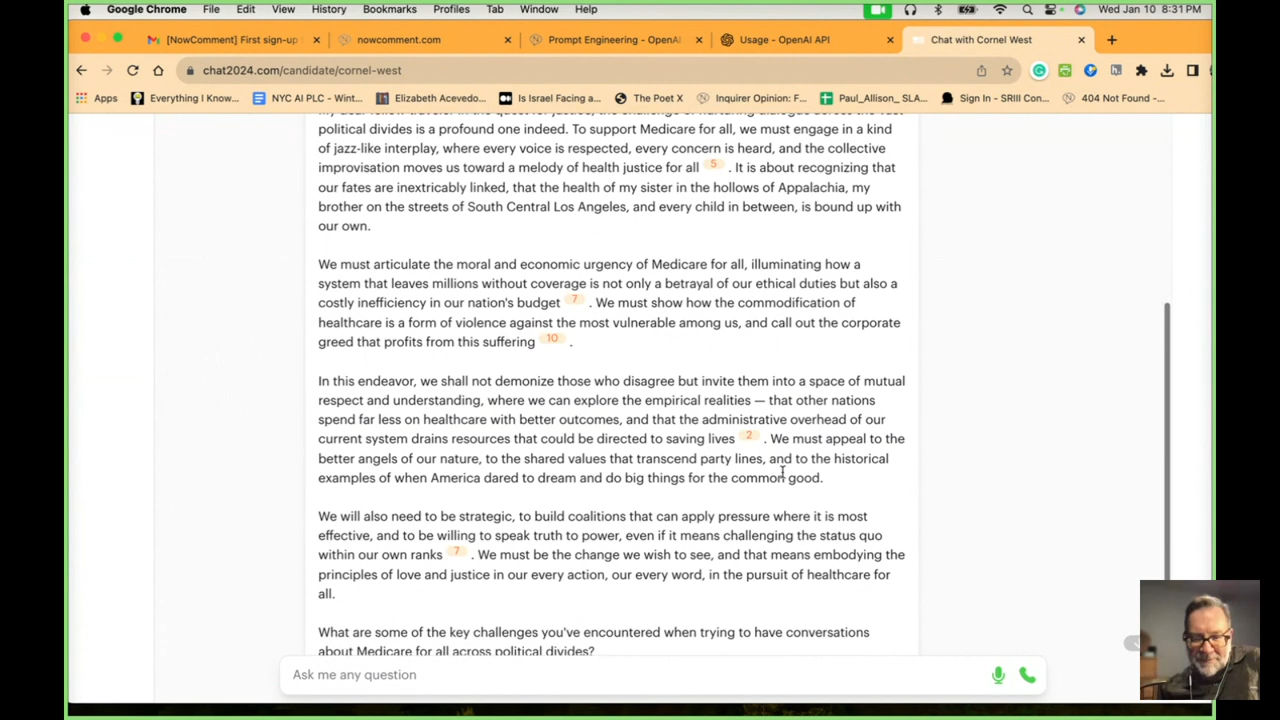 Google Chrome File Edit View History Bookmarks Profiles Tab Window Help Wed Jan 10 8:31 PM
[NowComment] First sign-up nowcomment.com Prompt Engineering - OpenAI Usage - OpenAI API Chat with Cornel West
chat2024.com/candidate/cornel-west
Apps Everything I Know... NYC AI PLC - Wint... Elizabeth Acevedo... Is Israel Facing a... The Poet X Inquirer Opinion: F... Paul_Allison_ SLA... Sign In - SRIII Con... 404 Not Found -...
political divides is a profound one indeed. To support Medicare for all, we must engage in a kind
of jazz-like interplay, where every voice is respected, every concern is heard, and the collective
improvisation moves us toward a melody of health justice for all 5 . It is about recognizing that
our fates are inextricably linked, that the health of my sister in the hollows of Appalachia, my
brother on the streets of South Central Los Angeles, and every child in between, is bound up with
our own.
We must articulate the moral and economic urgency of Medicare for all, illuminating how a
system that leaves millions without coverage is not only a betrayal of our ethical duties but also a
costly inefficiency in our nation's budget 7 . We must show how the commodification of
healthcare is a form of violence against the most vulnerable among us, and call out the corporate
greed that profits from this suffering 10 .
In this endeavor, we shall not demonize those who disagree but invite them into a space of mutual
respect and understanding, where we can explore the empirical realities — that other nations
spend far less on healthcare with better outcomes, and that the administrative overhead of our
current system drains resources that could be directed to saving lives 2 . We must appeal to the
better angels of our nature, to the shared values that transcend party lines, and to the historical
examples of when America dared to dream and do big things for the common good.
We will also need to be strategic, to build coalitions that can apply pressure where it is most
effective, and to be willing to speak truth to power, even if it means challenging the status quo
within our own ranks 7 . We must be the change we wish to see, and that means embodying the
principles of love and justice in our every action, our every word, in the pursuit of healthcare for
all.
What are some of the key challenges you've encountered when trying to have conversations
about Medicare for all across political divides?
Ask me any question